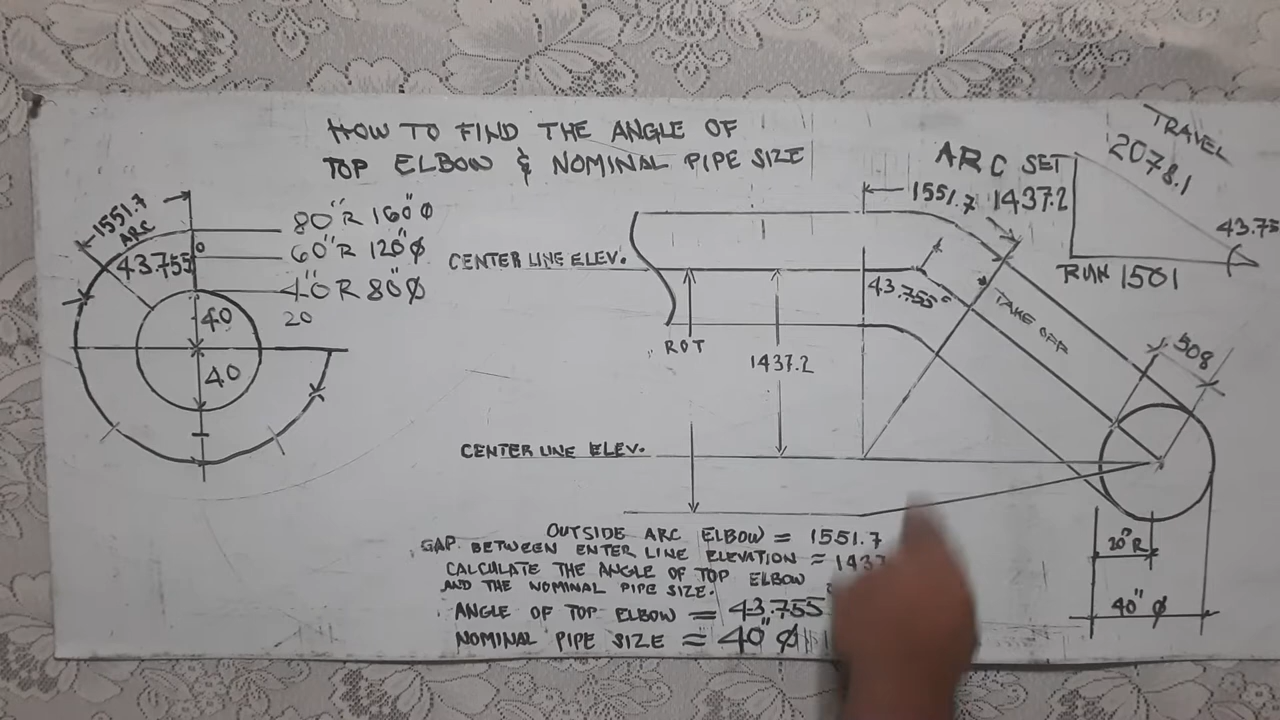 HOW TO FIND THE ANGLE OF
TOP ELBOW & NOMINAL PIPE SIZE
1551.7
ARC
43.755°
80"R 160"Ø
60"R 120"Ø
40"R 80"Ø
20
40
40
CENTER LINE ELEV.
ROT
1437.2
CENTER LINE ELEV.
ARC SET
1551.7 1437.2
43.755°
TAKE OFF
TRAVEL
2078.1
43.75
RUN 1501
508
20"R
40"Ø
OUTSIDE ARC ELBOW = 1551.7
GAP BETWEEN ENTER LINE ELEVATION = 1437
CALCULATE THE ANGLE OF TOP ELBOW
AND THE NOMINAL PIPE SIZE.
ANGLE OF TOP ELBOW = 43.755
NOMINAL PIPE SIZE = 40"Ø